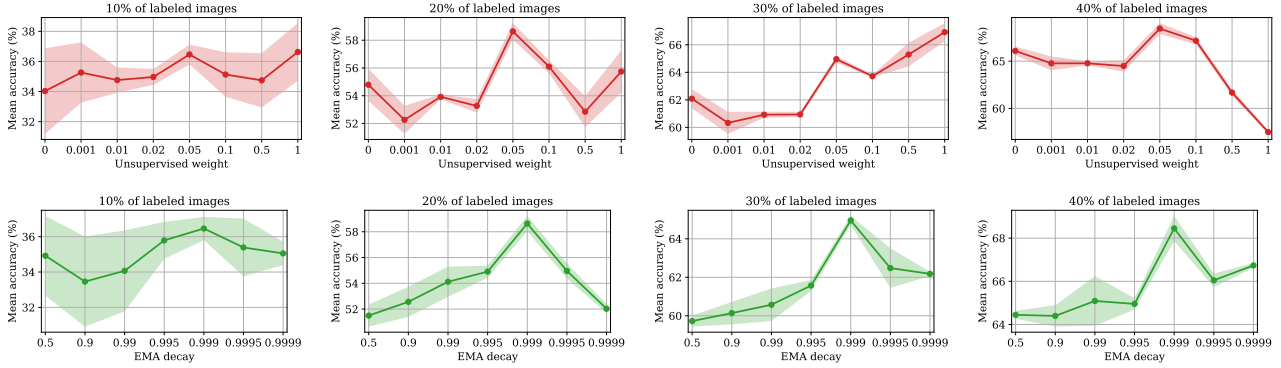 10% of labeled images
Mean accuracy (%)
38
36
34
32
0 0.001 0.01 0.02 0.05 0.1 0.5 1
Unsupervised weight
20% of labeled images
Mean accuracy (%)
58
56
54
52
0 0.001 0.01 0.02 0.05 0.1 0.5 1
Unsupervised weight
30% of labeled images
Mean accuracy (%)
66
64
62
60
0 0.001 0.01 0.02 0.05 0.1 0.5 1
Unsupervised weight
40% of labeled images
Mean accuracy (%)
65
60
0 0.001 0.01 0.02 0.05 0.1 0.5 1
Unsupervised weight
10% of labeled images
Mean accuracy (%)
36
34
32
0.5 0.9 0.99 0.995 0.999 0.9995 0.9999
EMA decay
20% of labeled images
Mean accuracy (%)
58
56
54
52
0.5 0.9 0.99 0.995 0.999 0.9995 0.9999
EMA decay
30% of labeled images
Mean accuracy (%)
64
62
60
0.5 0.9 0.99 0.995 0.999 0.9995 0.9999
EMA decay
40% of labeled images
Mean accuracy (%)
68
66
64
0.5 0.9 0.99 0.995 0.999 0.9995 0.9999
EMA decay